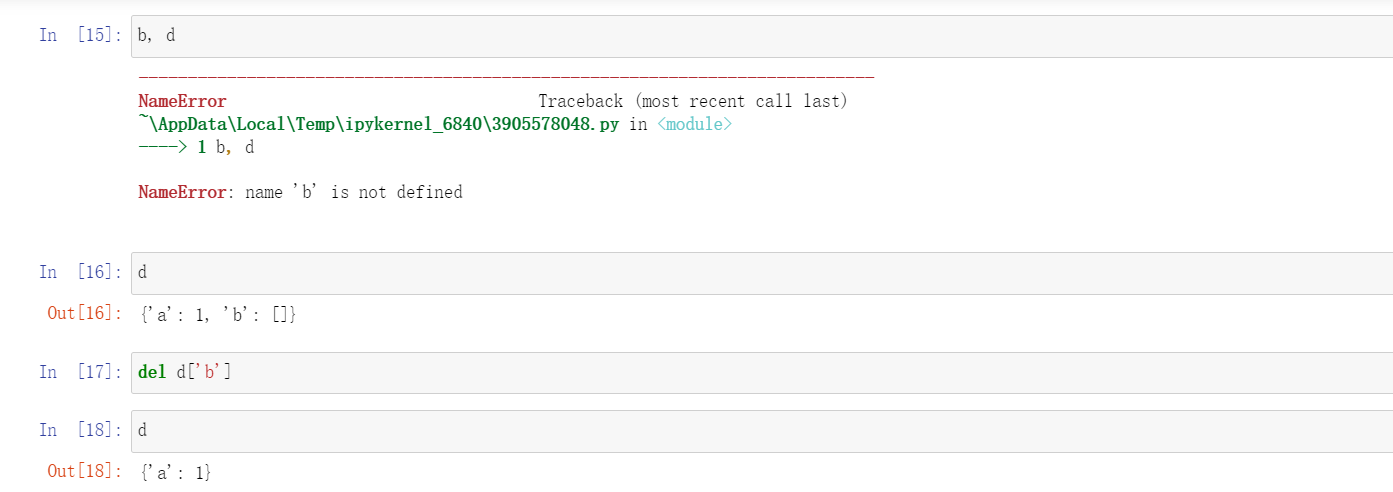 In [15]: b, d
---------------------------------------------------------------------------
NameError                                 Traceback (most recent call last)
~\AppData\Local\Temp\ipykernel_6840\3905578048.py in <module>
----> 1 b, d
NameError: name 'b' is not defined
In [16]: d
Out[16]: {'a': 1, 'b': []}
In [17]: del d['b']
In [18]: d
Out[18]: {'a': 1}